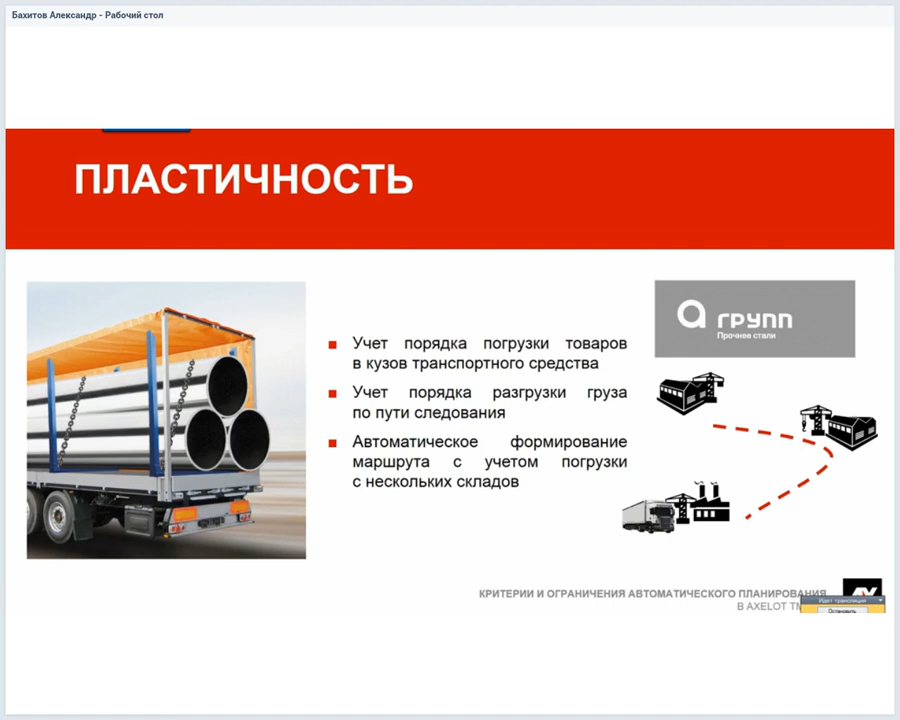 Бахитов Александр - Рабочий стол
ПЛАСТИЧНОСТЬ
Учет порядка погрузки товаров
в кузов транспортного средства
Учет порядка разгрузки груза
по пути следования
Автоматическое формирование
маршрута с учетом погрузки
с нескольких складов
а групп
Прочнее стали
КРИТЕРИИ И ОГРАНИЧЕНИЯ АВТОМАТИЧЕСКОГО ПЛАНИРОВАНИЯ
В AXELOT TM
Идет трансляция
Остановить